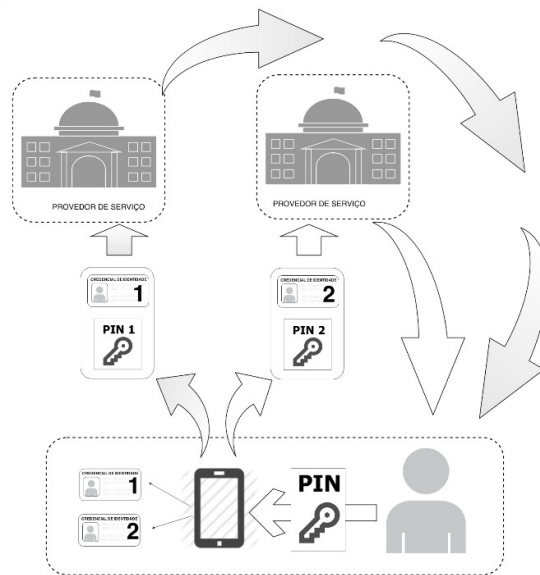 PROVEDOR DE SERVIÇO
PROVEDOR DE SERVIÇO
CREDENCIAL DE IDENTIDADE
1
PIN 1
CREDENCIAL DE IDENTIDADE
2
PIN 2
CREDENCIAL DE IDENTIDADE
1
CREDENCIAL DE IDENTIDADE
2
PIN